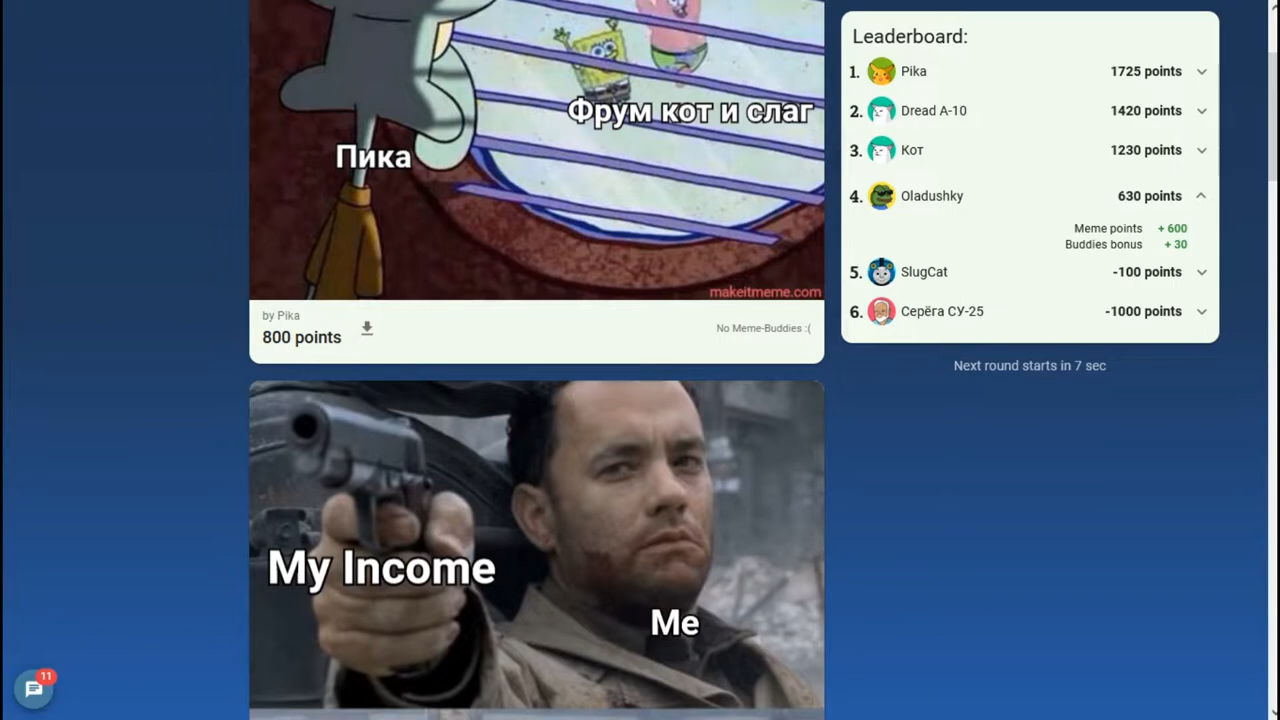 Фрум кот и слаг
Пика
makeitmeme.com
by Pika
800 points
No Meme-Buddies :(
My Income
Me
11
Leaderboard:
1. Pika 1725 points
2. Dread A-10 1420 points
3. Кот 1230 points
4. Oladushky 630 points
Meme points + 600
Buddies bonus + 30
5. SlugCat -100 points
6. Серёга СУ-25 -1000 points
Next round starts in 7 sec